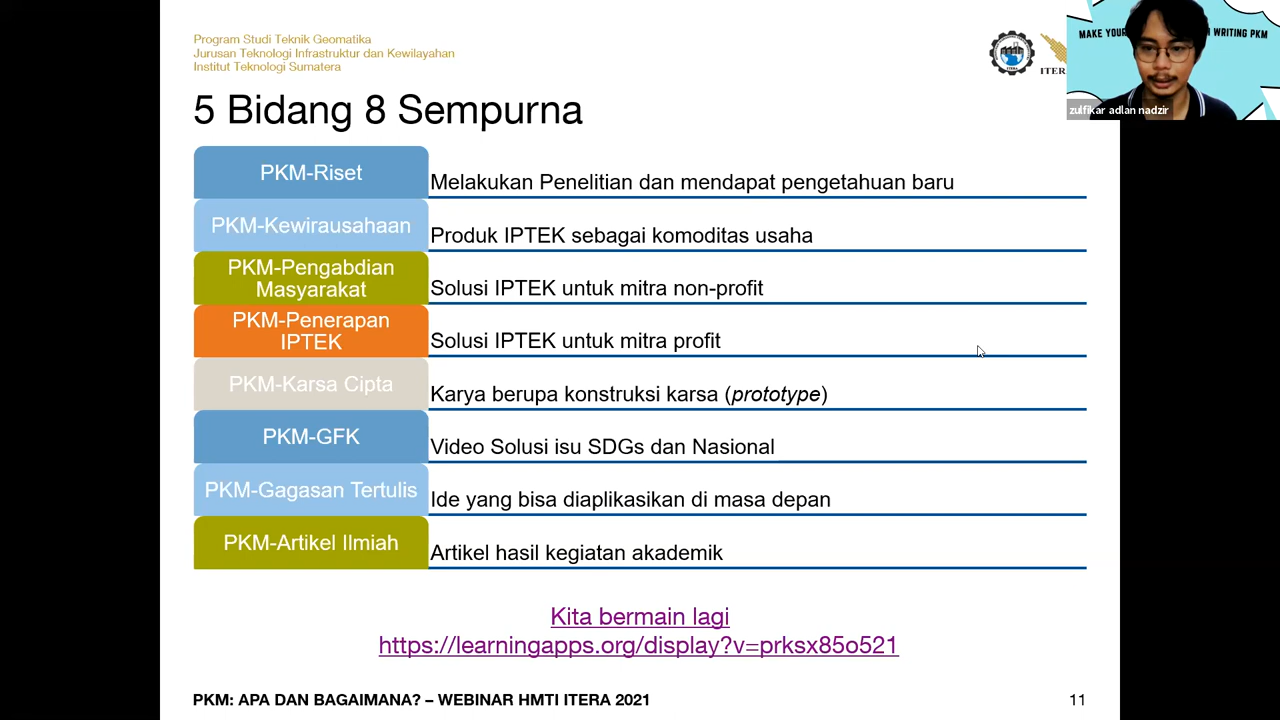 Program Studi Teknik Geomatika
Jurusan Teknologi Infrastruktur dan Kewilayahan
Institut Teknologi Sumatera
ITERA
MAKE YOUR
WRITING PKM
zulfikar adlan nadzir
5 Bidang 8 Sempurna
PKM-Riset
Melakukan Penelitian dan mendapat pengetahuan baru
PKM-Kewirausahaan
Produk IPTEK sebagai komoditas usaha
PKM-Pengabdian
Masyarakat
Solusi IPTEK untuk mitra non-profit
PKM-Penerapan
IPTEK
Solusi IPTEK untuk mitra profit
PKM-Karsa Cipta
Karya berupa konstruksi karsa (prototype)
PKM-GFK
Video Solusi isu SDGs dan Nasional
PKM-Gagasan Tertulis
Ide yang bisa diaplikasikan di masa depan
PKM-Artikel Ilmiah
Artikel hasil kegiatan akademik
Kita bermain lagi
https://learningapps.org/display?v=prksx85o521
PKM: APA DAN BAGAIMANA? – WEBINAR HMTI ITERA 2021
11